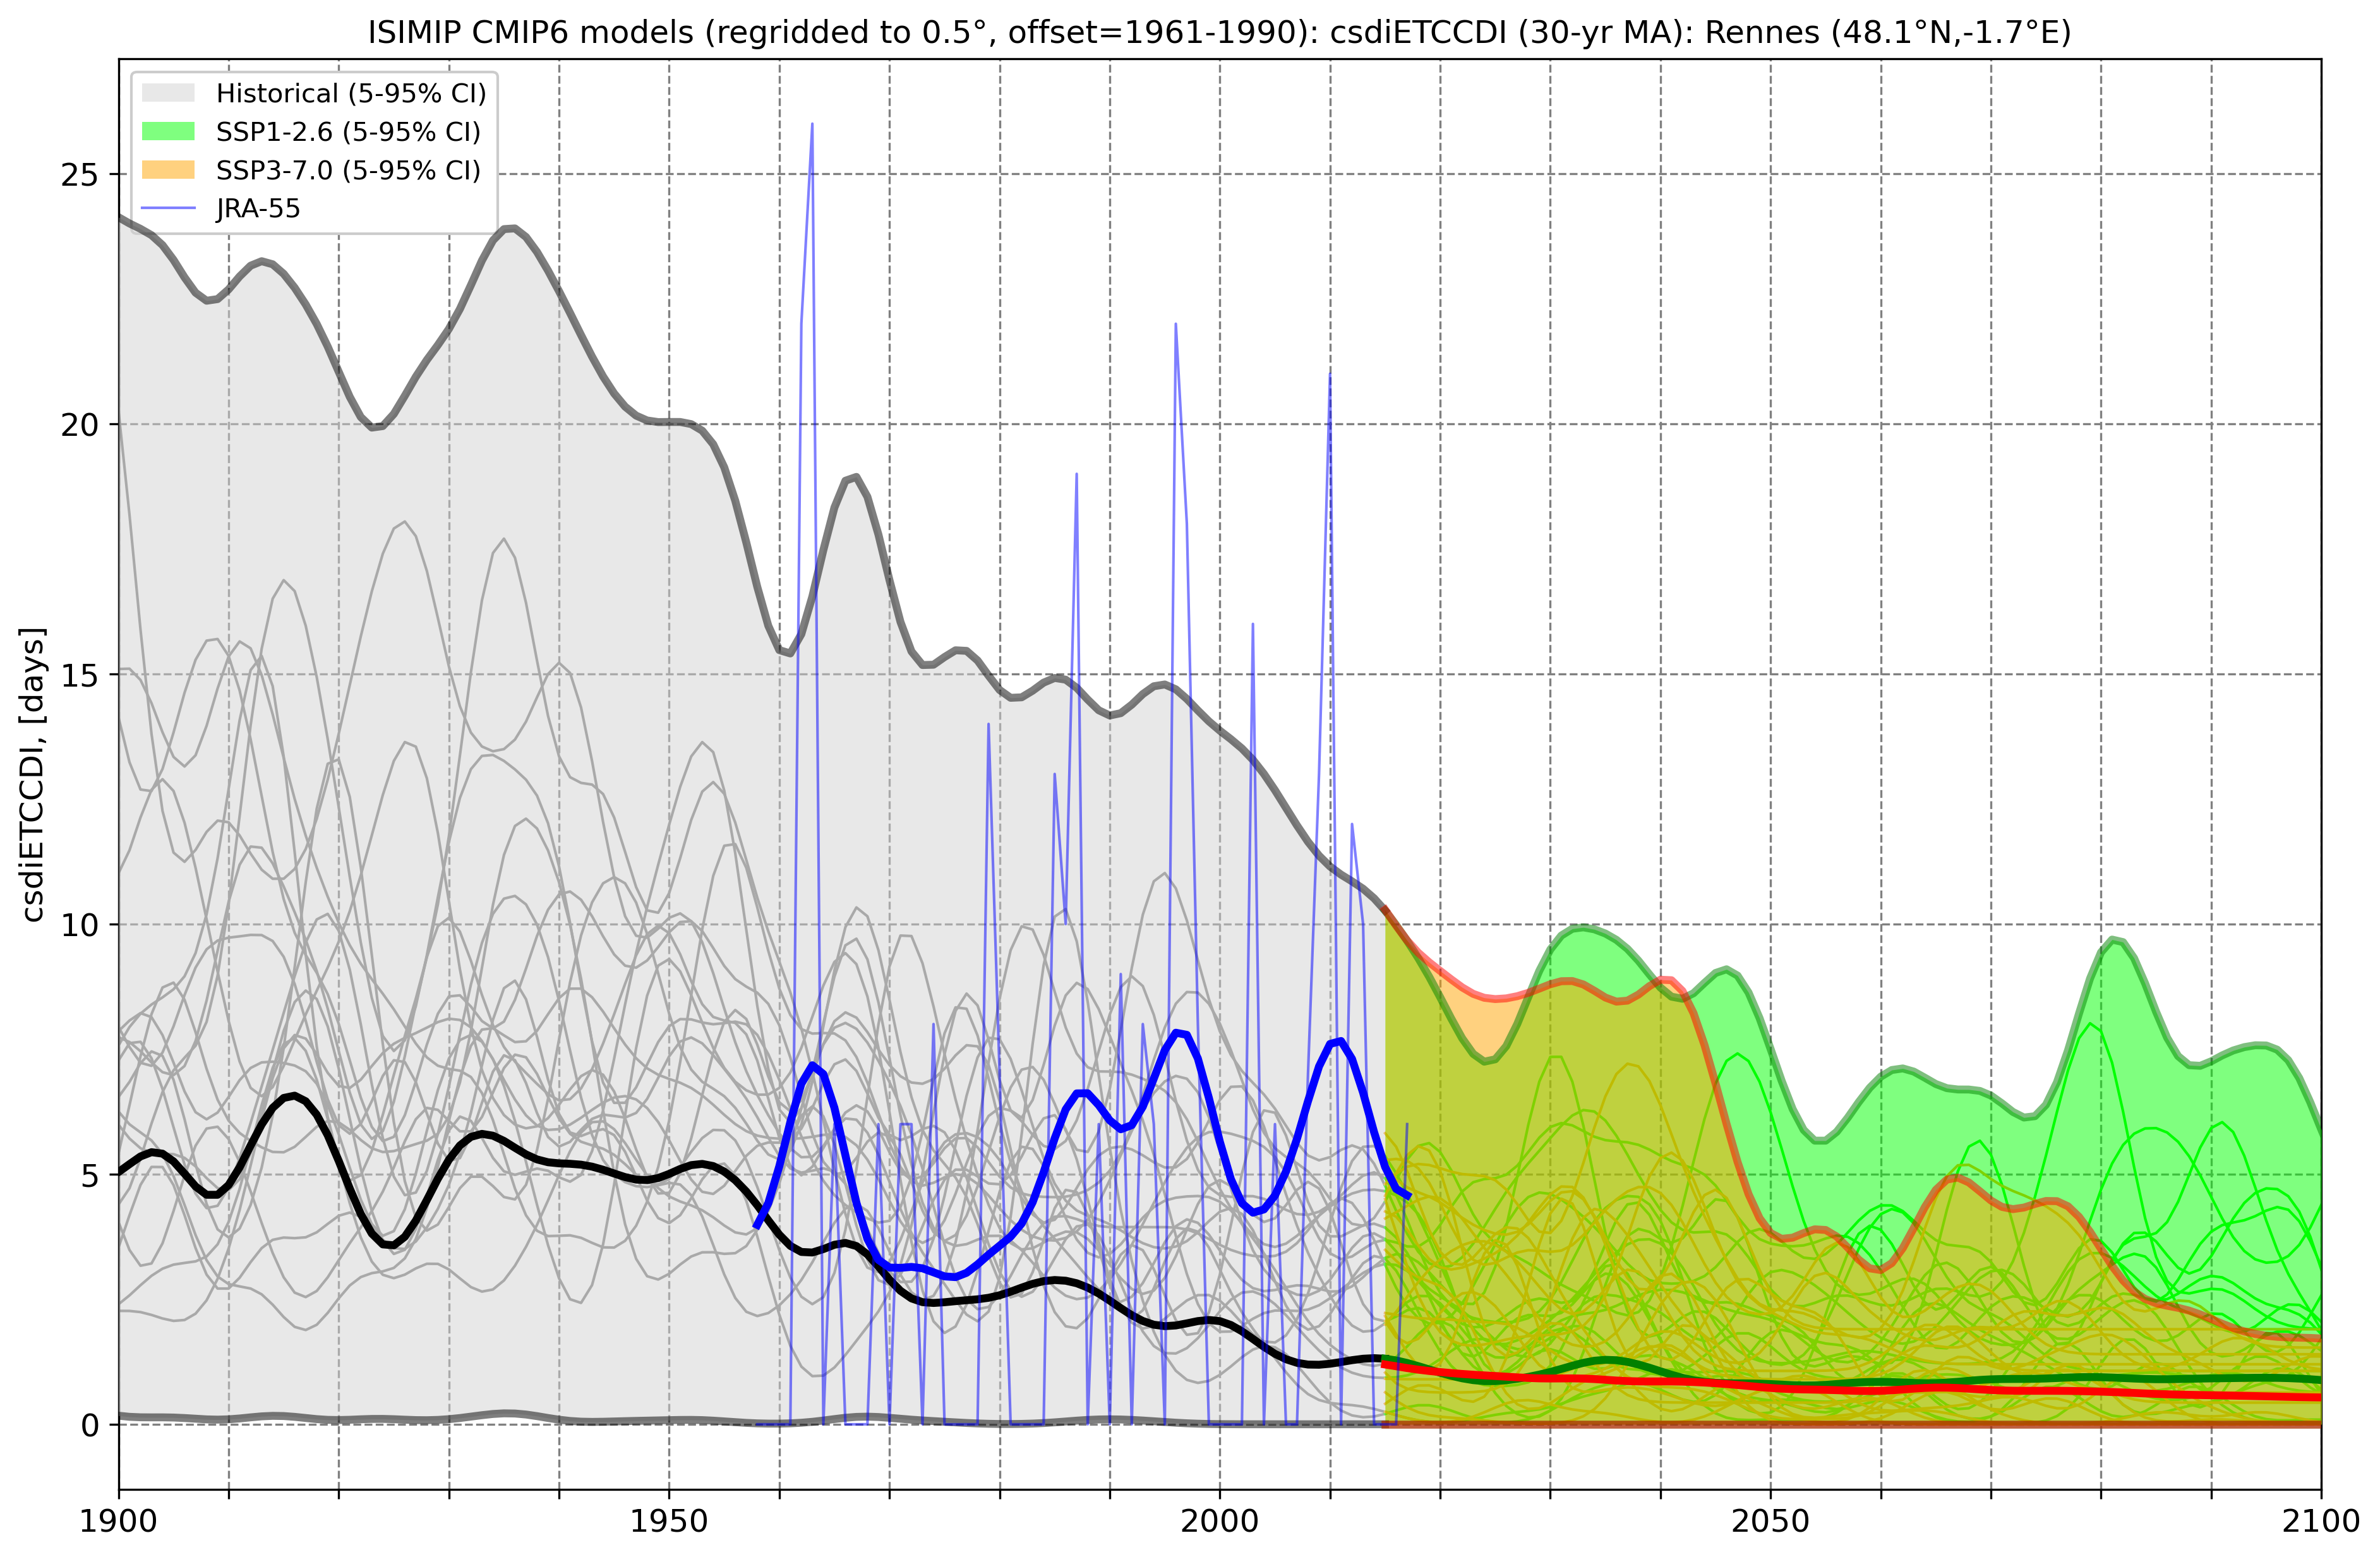 ISIMIP CMIP6 models (regridded to 0.5°, offset=1961-1990): csdiETCCDI (30-yr MA): Rennes (48.1°N,-1.7°E)
Historical (5-95% CI)
SSP1-2.6 (5-95% CI)
SSP3-7.0 (5-95% CI)
JRA-55
csdiETCCDI, [days]
25
20
15
10
5
0
1900 1950 2000 2050 2100